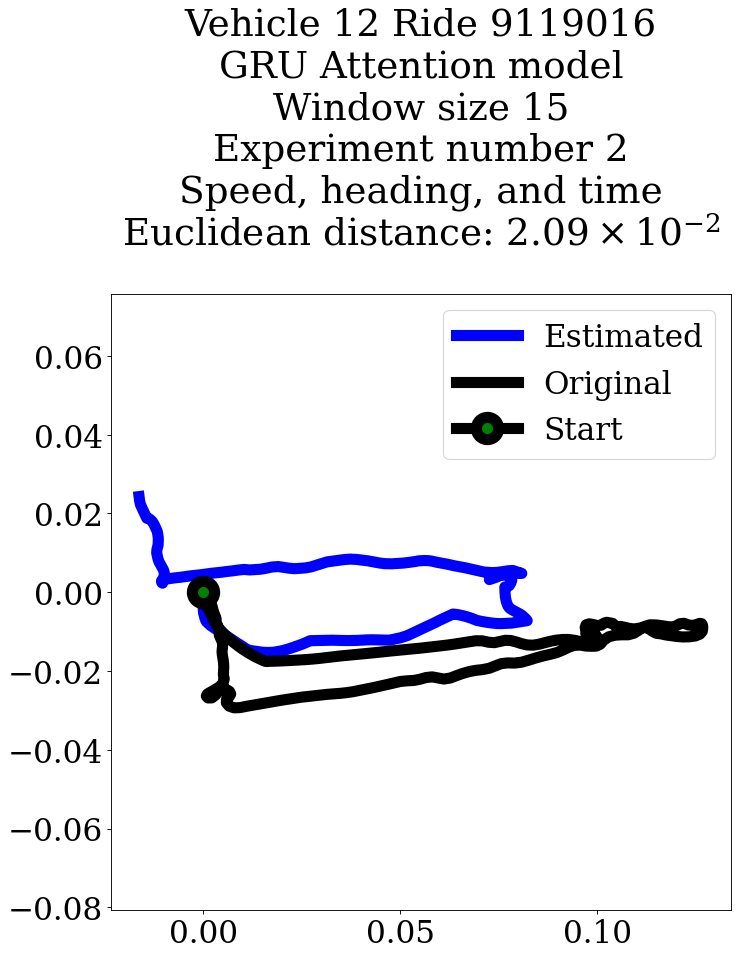 Vehicle 12 Ride 9119016
GRU Attention model
Window size 15
Experiment number 2
Speed, heading, and time
Euclidean distance: 2.09 × 10⁻²
Estimated
Original
Start
0.06
0.04
0.02
0.00
−0.02
−0.04
−0.06
−0.08
0.00 0.05 0.10